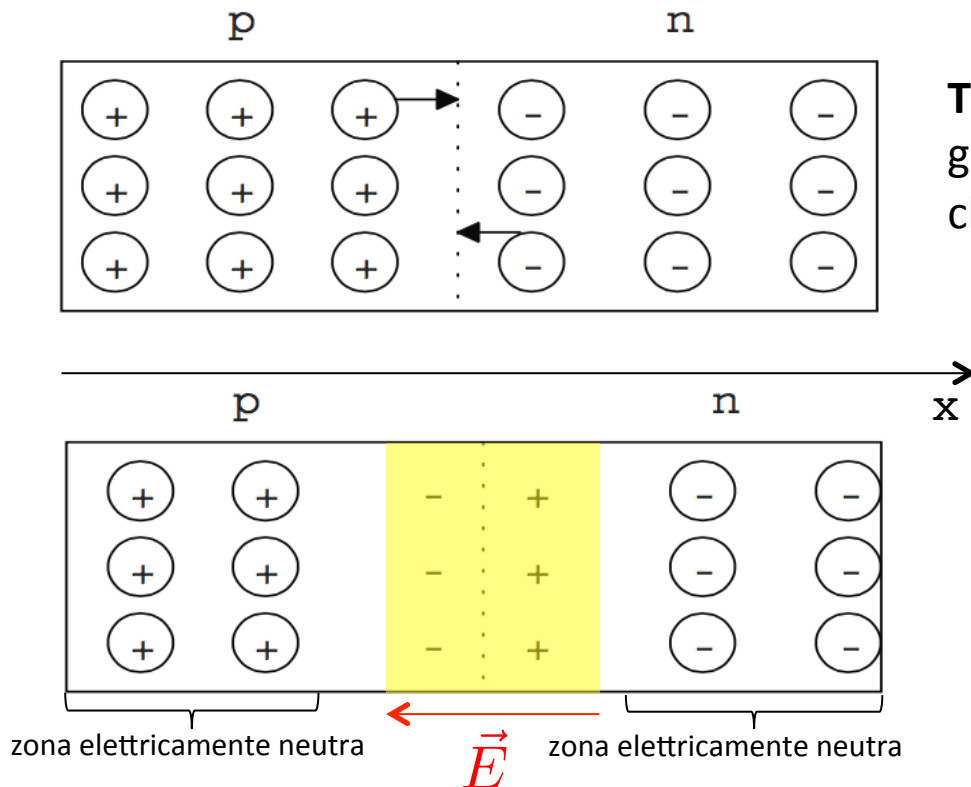 p n
T
g
+ + + - - -
+ + + - - -
+ + + - - -
x
p n
+ + - + - -
+ + - + - -
+ + - + - -
zona elettricamente neutra zona elettricamente neutra
E